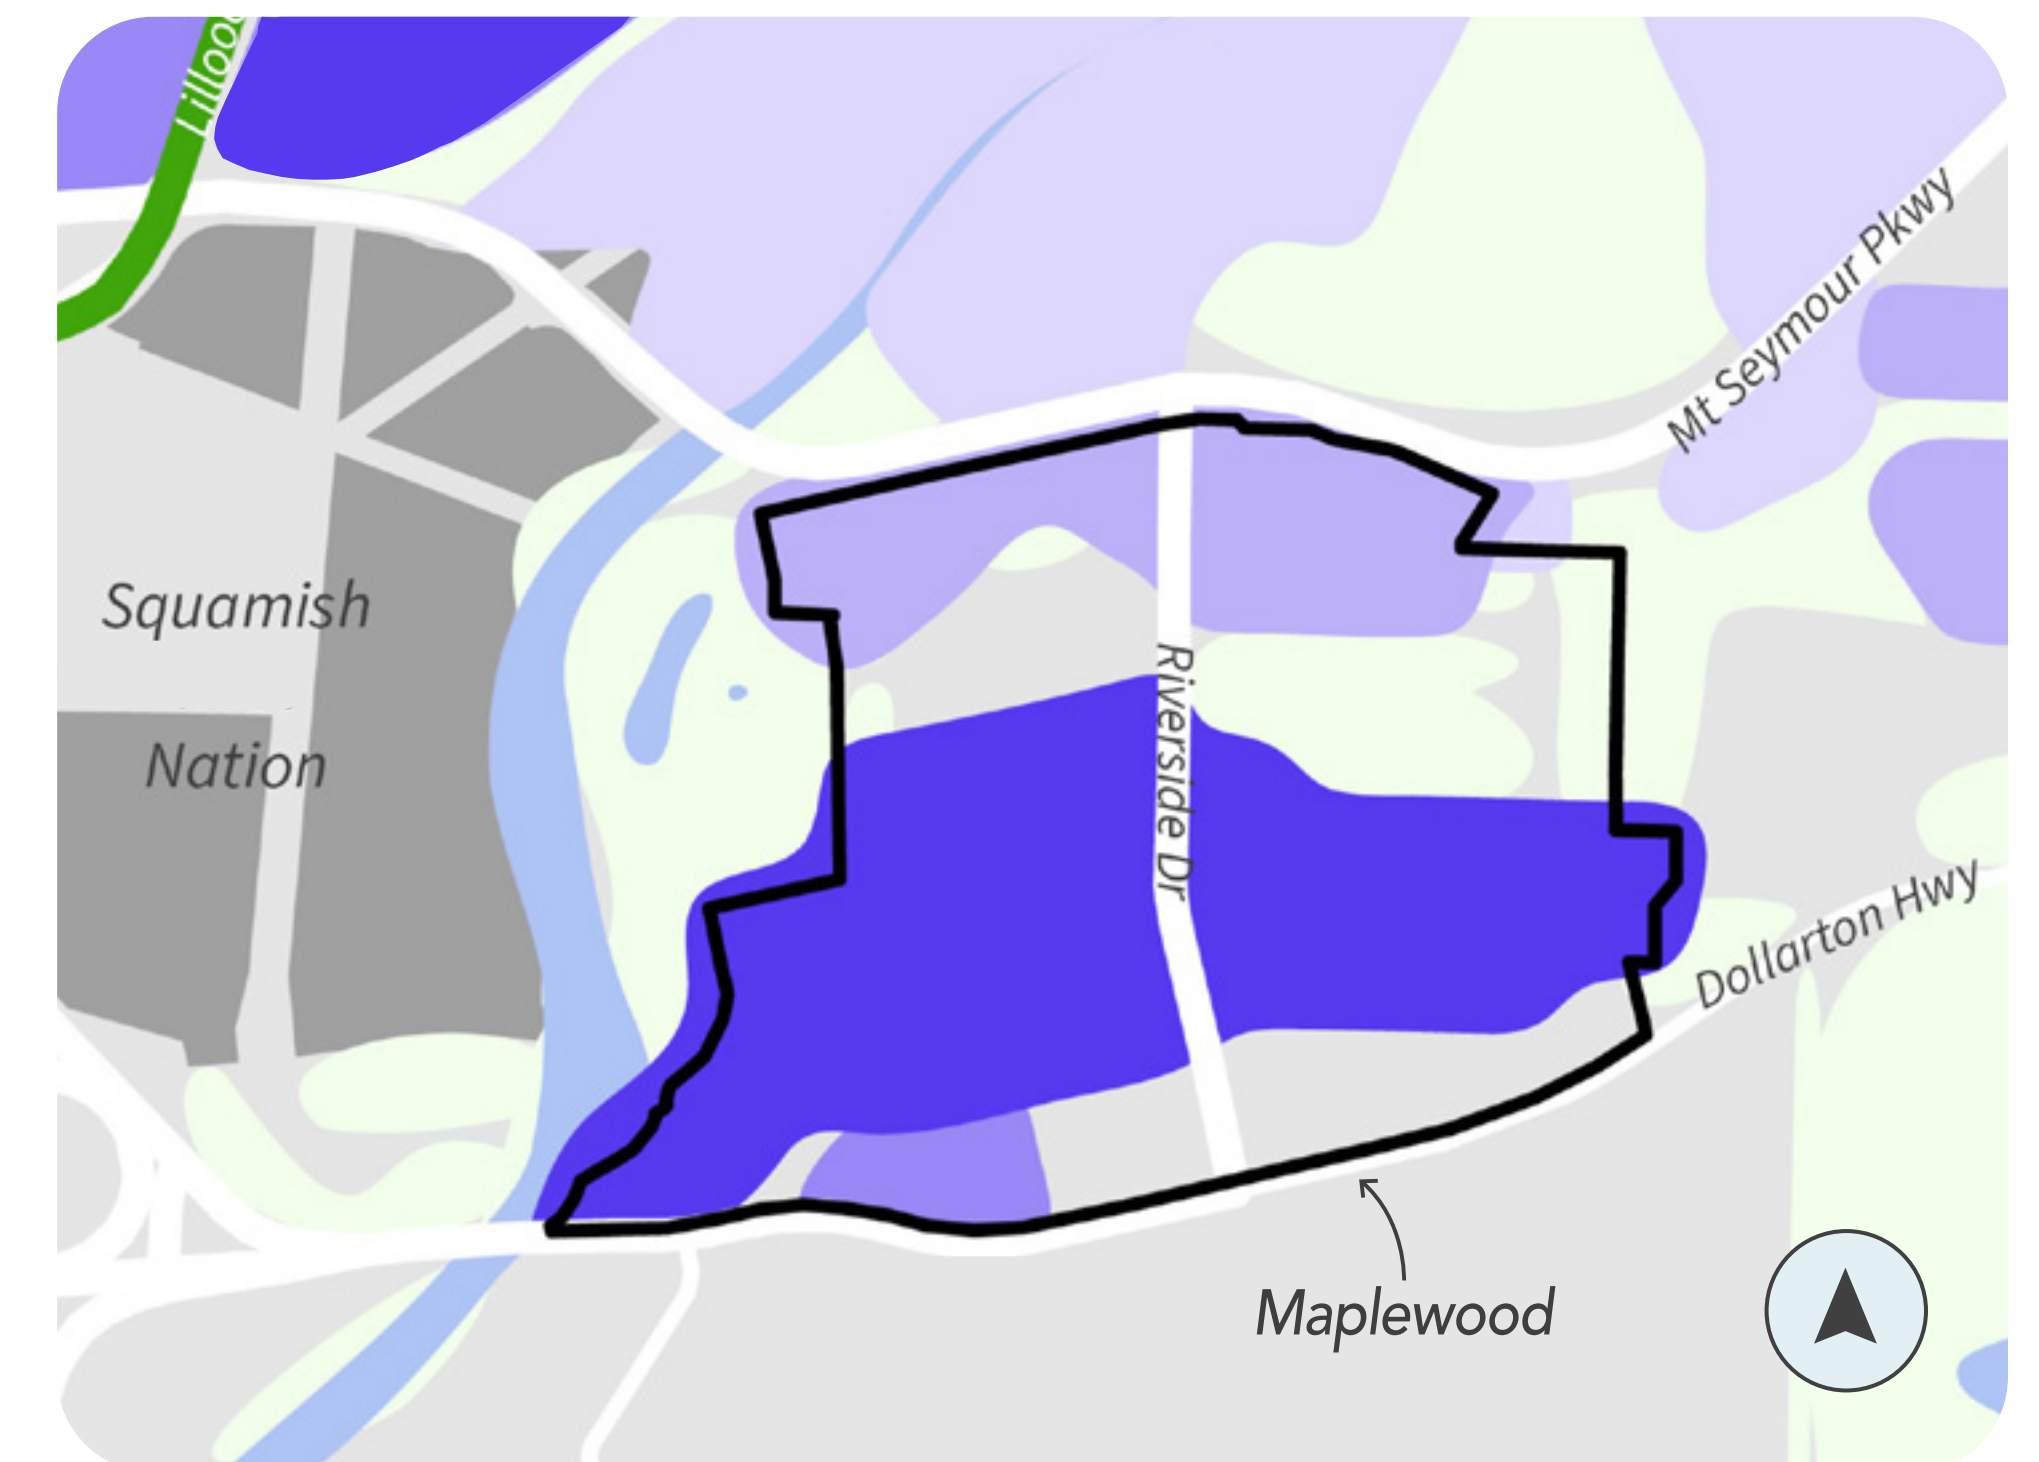 Mt Seymour Pkwy
Squamish
Nation
Riverside Dr
Dollarton Hwy
Maplewood